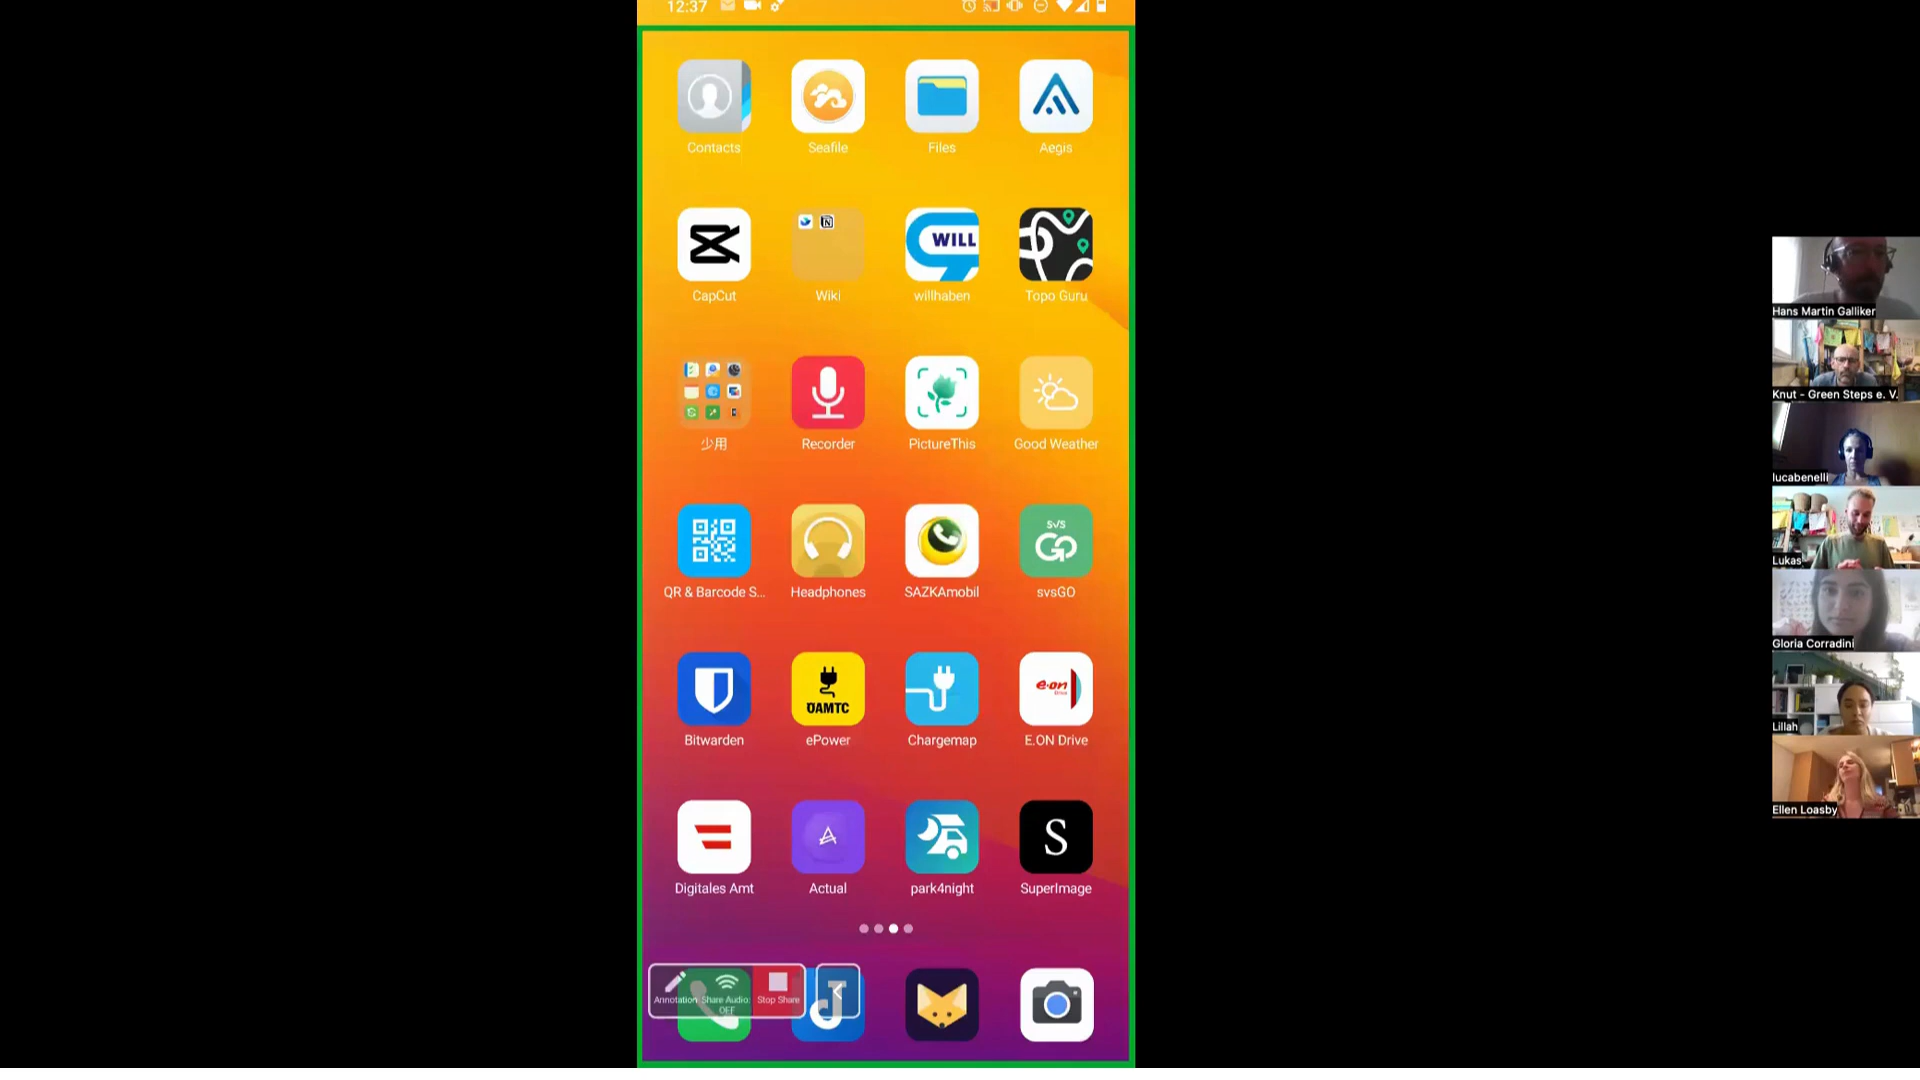 12:37
Contacts
Seafile
Files
Aegis
WILL
CapCut
Wiki
willhaben
Topo Guru
少用
Recorder
PictureThis
Good Weather
svs
GO
QR & Barcode S...
Headphones
SAZKAmobil
svsGO
ÖAMTC
e·on
Drive
Bitwarden
ePower
Chargemap
E.ON Drive
A
S
Digitales Amt
Actual
park4night
SuperImage
Annotation
Share Audio:
OFF
Stop Share
J
Hans Martin Galliker
Knut - Green Steps e. V.
lucabenelli
Lukas
Gloria Corradini
Lillah
Ellen Loasby